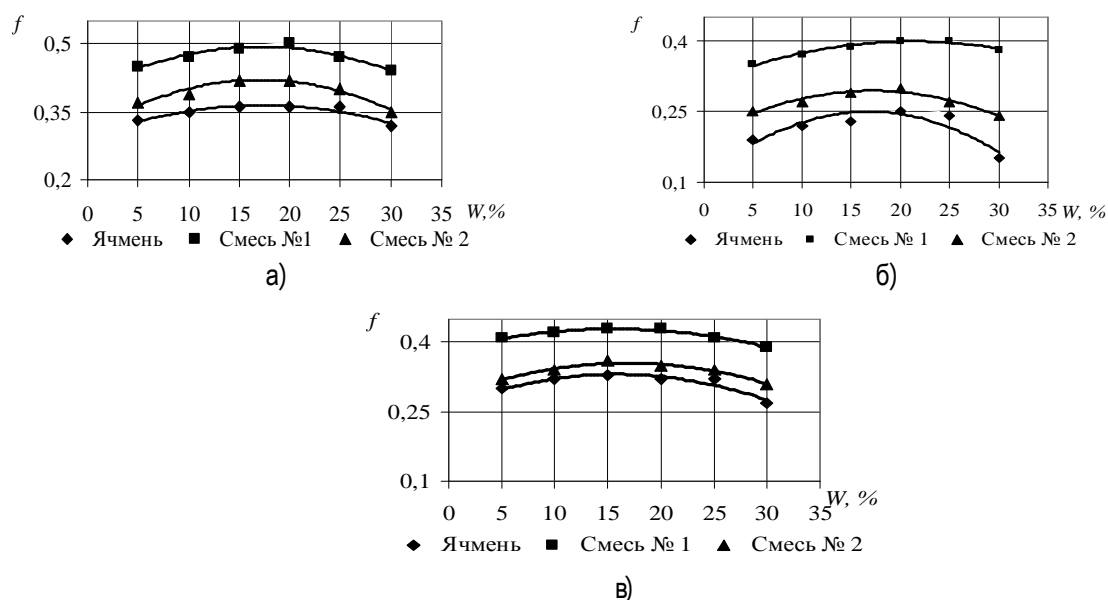 f
0,5
0,35
0,2
0 5 10 15 20 25 30 35
W,%
Ячмень Смесь №1 Смесь № 2
а)
f
0,4
0,25
0,1
0 5 10 15 20 25 30 35
W, %
Ячмень Смесь № 1 Смесь № 2
б)
f
0,4
0,25
0,1
0 5 10 15 20 25 30 35
W, %
Ячмень Смесь № 1 Смесь № 2
в)